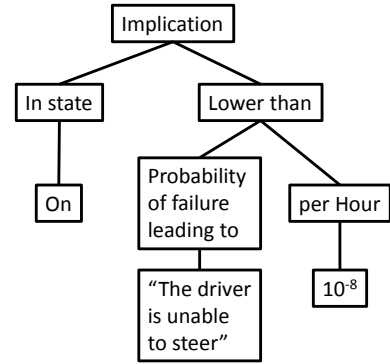 Implication
In state
Lower than
On
Probability
of failure
leading to
per Hour
“The driver
is unable
to steer”
10⁻⁸